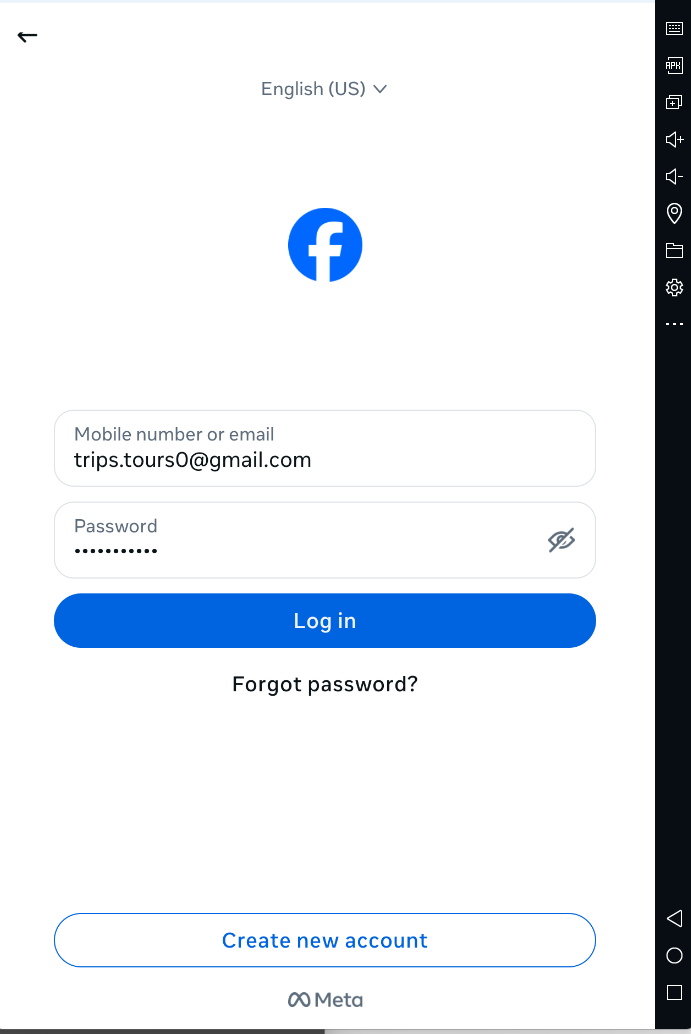 English (US)
Mobile number or email
trips.tours0@gmail.com
Password
•••••••••••
Log in
Forgot password?
Create new account
Meta
APK